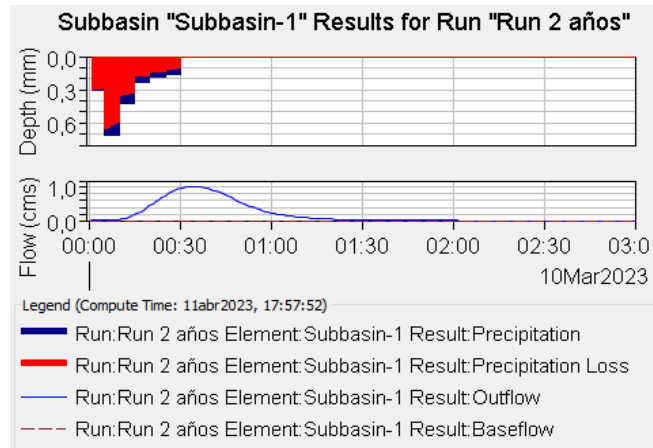 Subbasin "Subbasin-1" Results for Run "Run 2 años"
Depth (mm)
0,0
0,3
0,6
Flow (cms)
1,0
0,0
00:00 00:30 01:00 01:30 02:00 02:30 03:0
10Mar2023
Legend (Compute Time: 11abr2023, 17:57:52)
Run:Run 2 años Element:Subbasin-1 Result:Precipitation
Run:Run 2 años Element:Subbasin-1 Result:Precipitation Loss
Run:Run 2 años Element:Subbasin-1 Result:Outflow
Run:Run 2 años Element:Subbasin-1 Result:Baseflow